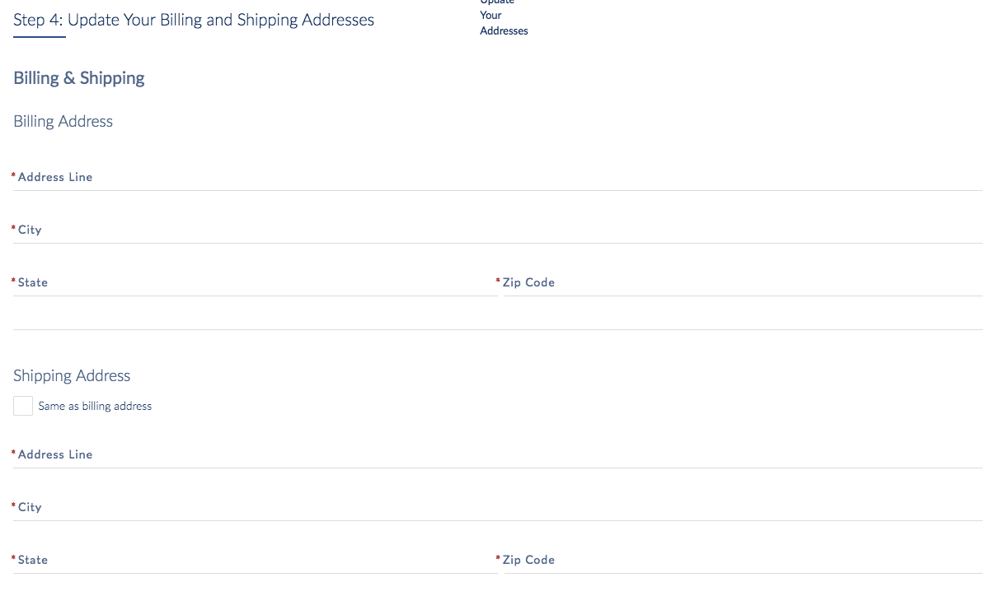 Update
Step 4: Update Your Billing and Shipping Addresses
Your
Addresses
Billing & Shipping
Billing Address
* Address Line
* City
* State
* Zip Code
Shipping Address
Same as billing address
* Address Line
* City
* State
* Zip Code